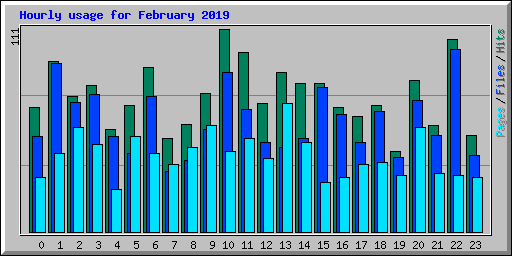 Hourly usage for February 2019
111
Pages/Files/Hits
0 1 2 3 4 5 6 7 8 9 10 11 12 13 14 15 16 17 18 19 20 21 22 23